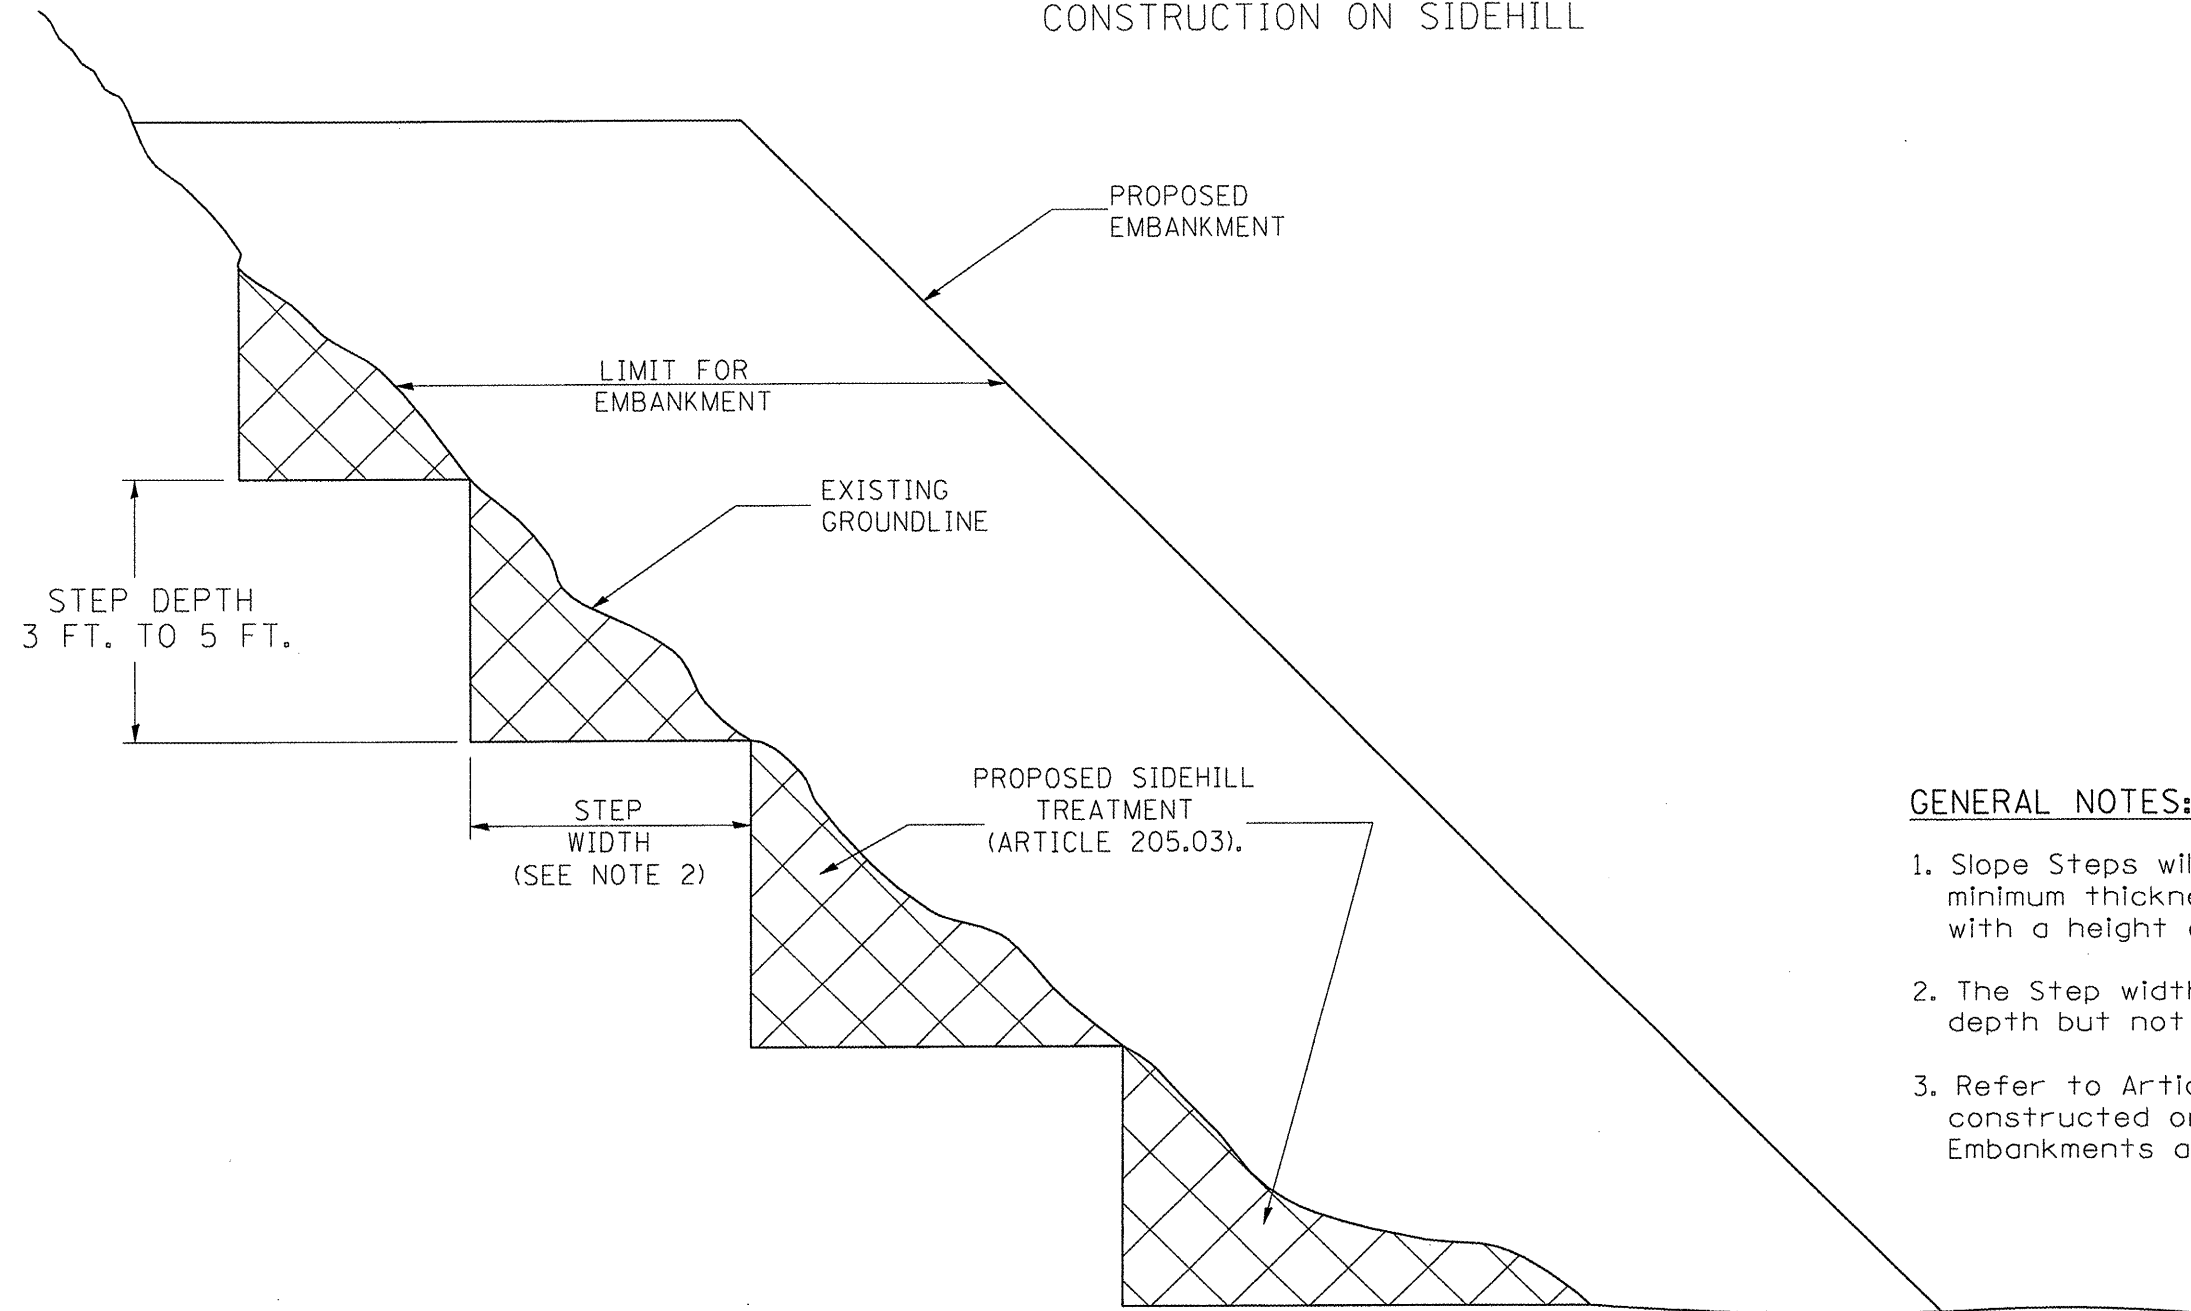 CONSTRUCTION ON SIDEHILL
PROPOSED
EMBANKMENT
LIMIT FOR
EMBANKMENT
EXISTING
GROUNDLINE
STEP DEPTH
3 FT. TO 5 FT.
STEP
WIDTH
(SEE NOTE 2)
PROPOSED SIDEHILL
TREATMENT
(ARTICLE 205.03).
GENERAL NOTES:
1. Slope Steps
minimum
with a height
2. The Step
depth but not
3. Refer to
constructed
Embankments